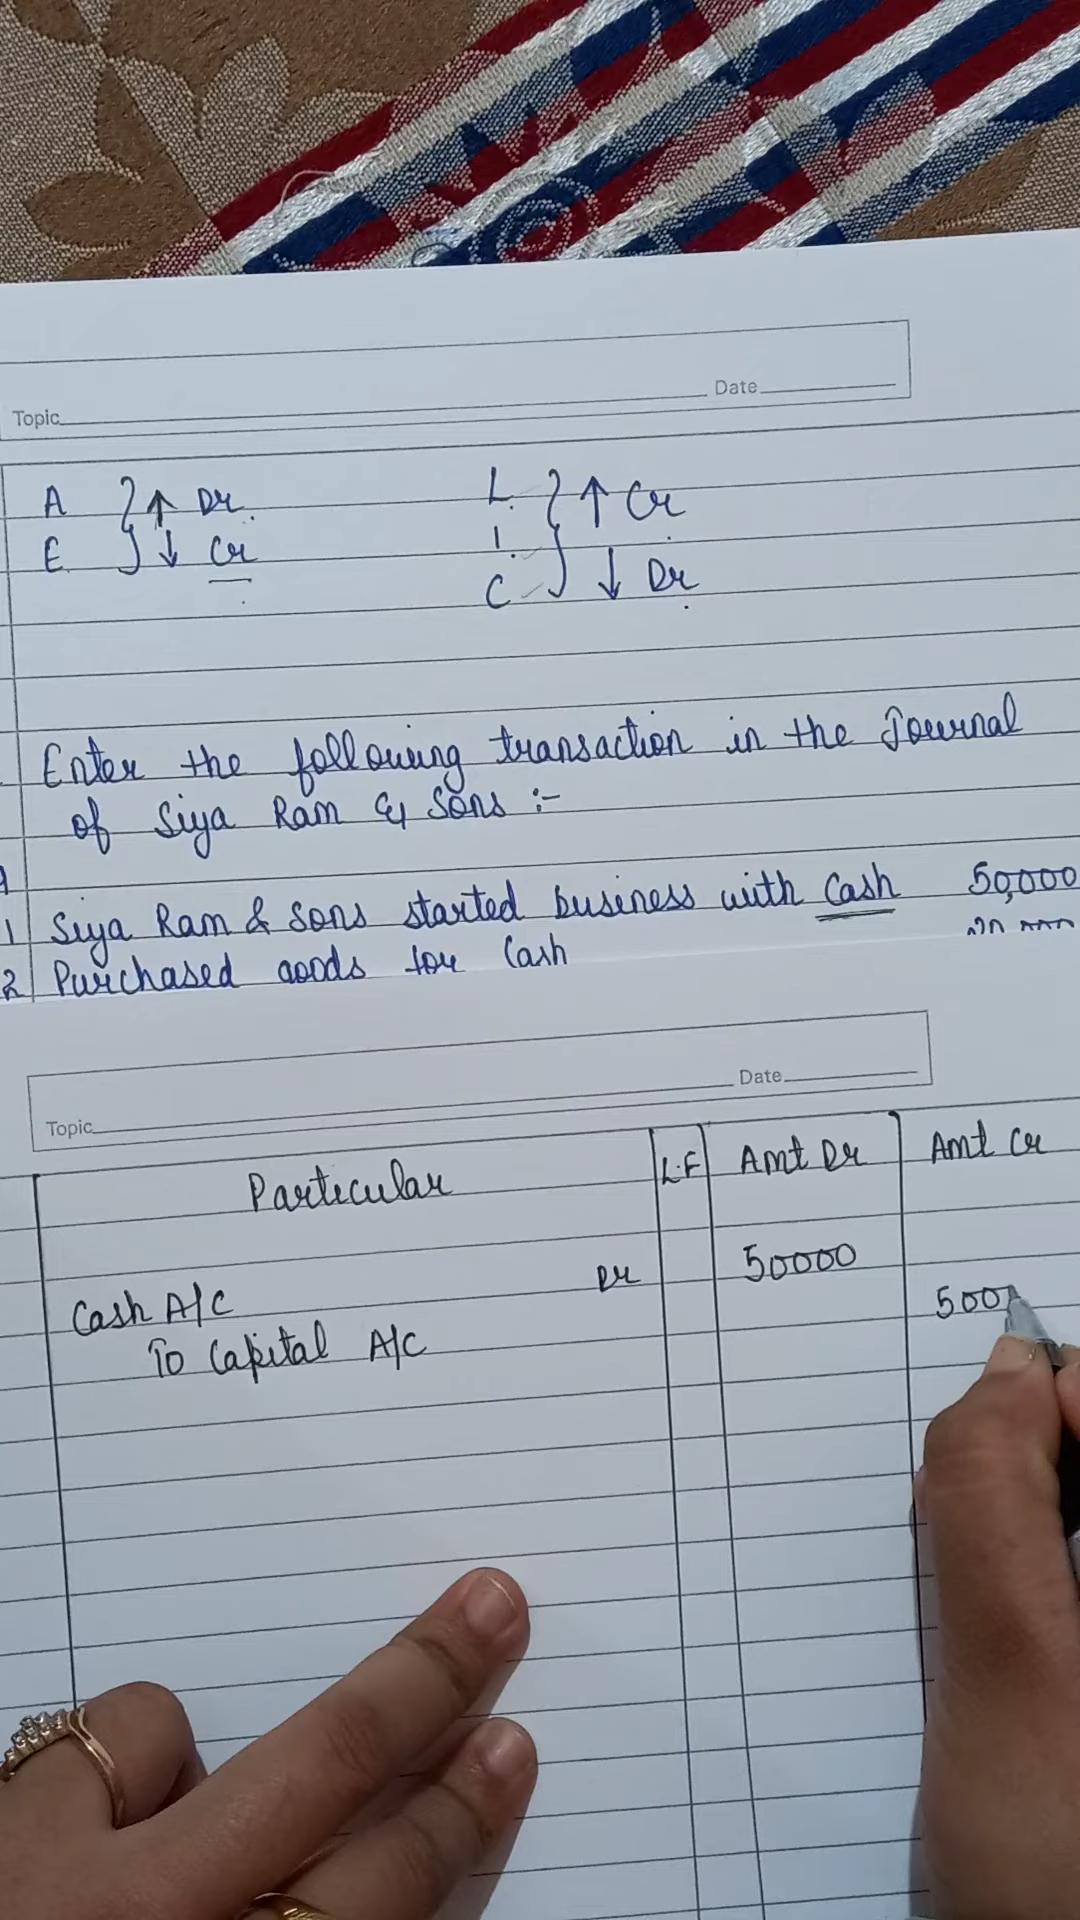 Topic Date
A ↑ Dr.
E. ↓ Cr
L. ↑ Cr
I.
C ↓ Dr
Enter the following transaction in the Journal
of Siya Ram & Sons :-
1 Siya Ram & Sons started business with Cash 50,000
2 Purchased goods for Cash
Topic Date
Particular L.F Amt Dr Amt Cr
Cash A/C Dr 50000
To Capital A/C 500